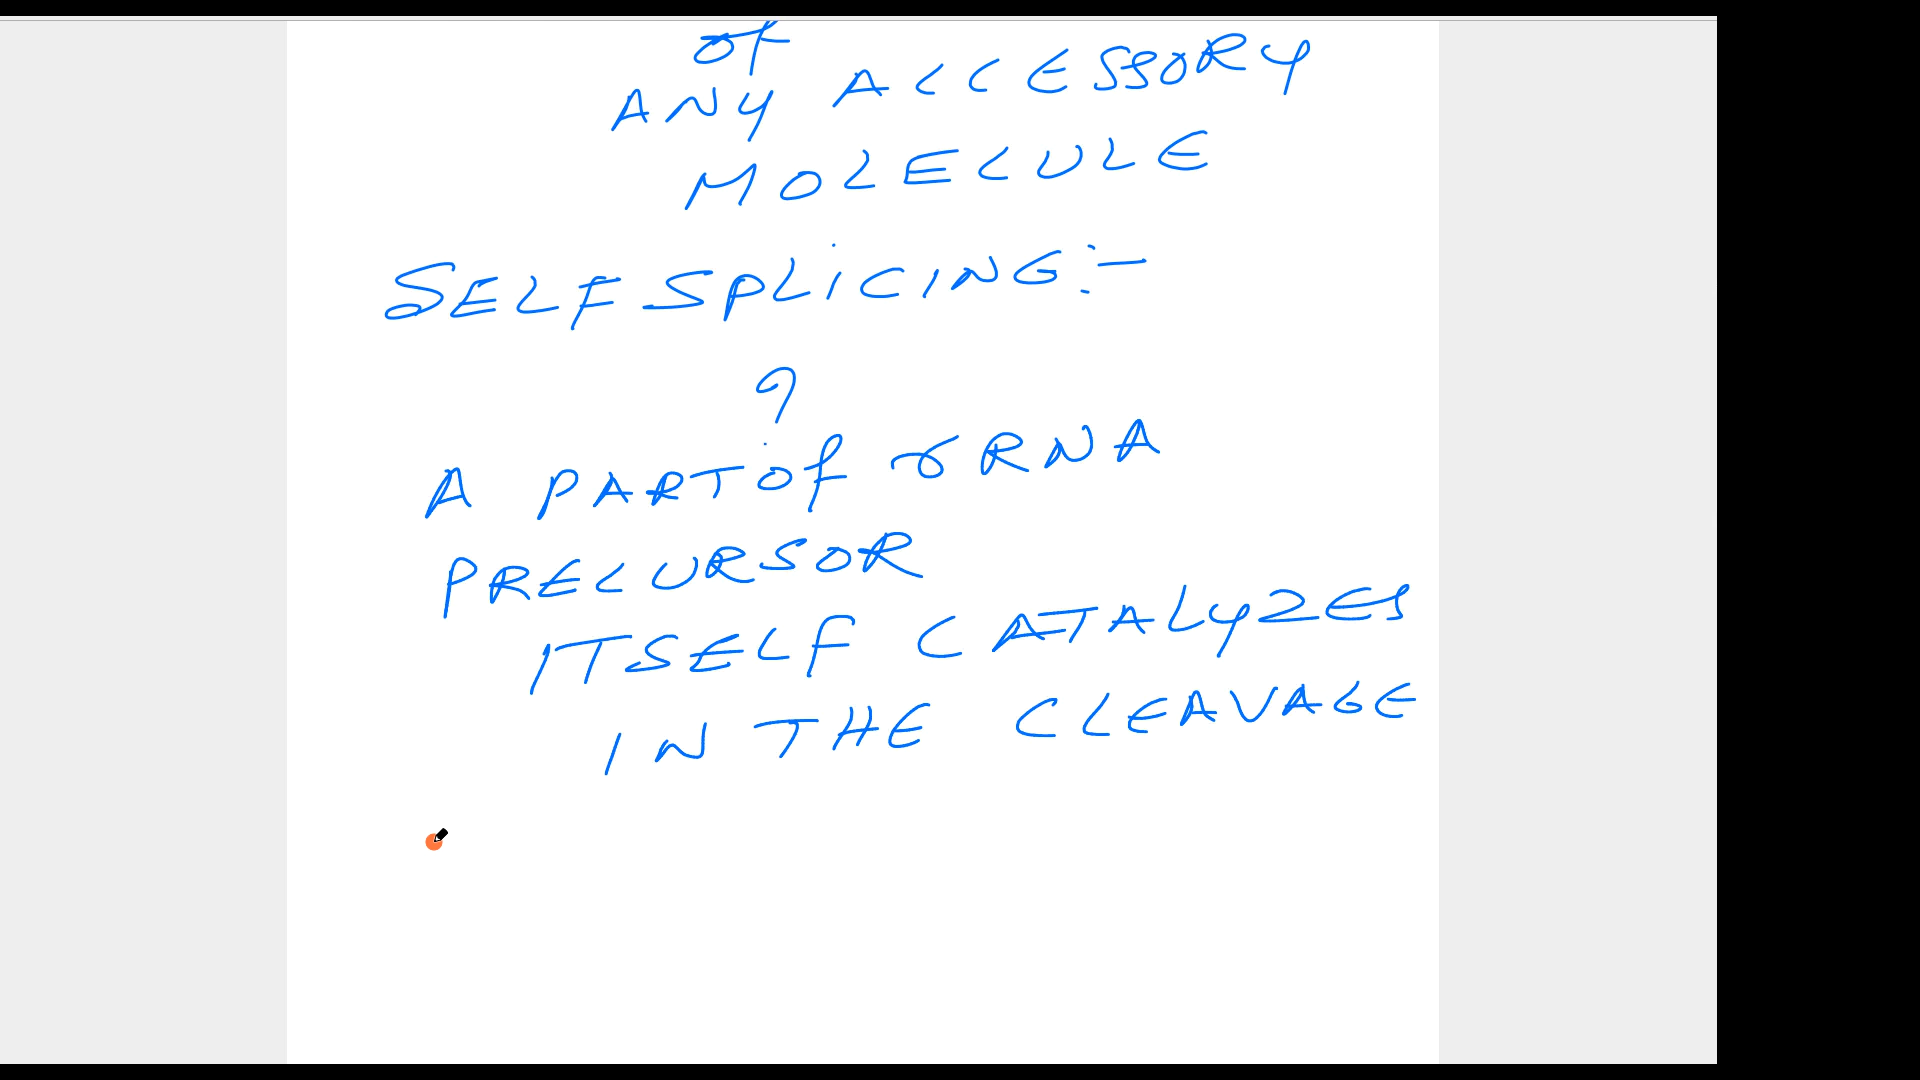 of
ANY ACCESSORY
MOLECULE
SELF SPLiCING:-
?
A PART of rRNA
PRECURSOR
ITSELF CATALYZES
IN THE CLEAVAGE